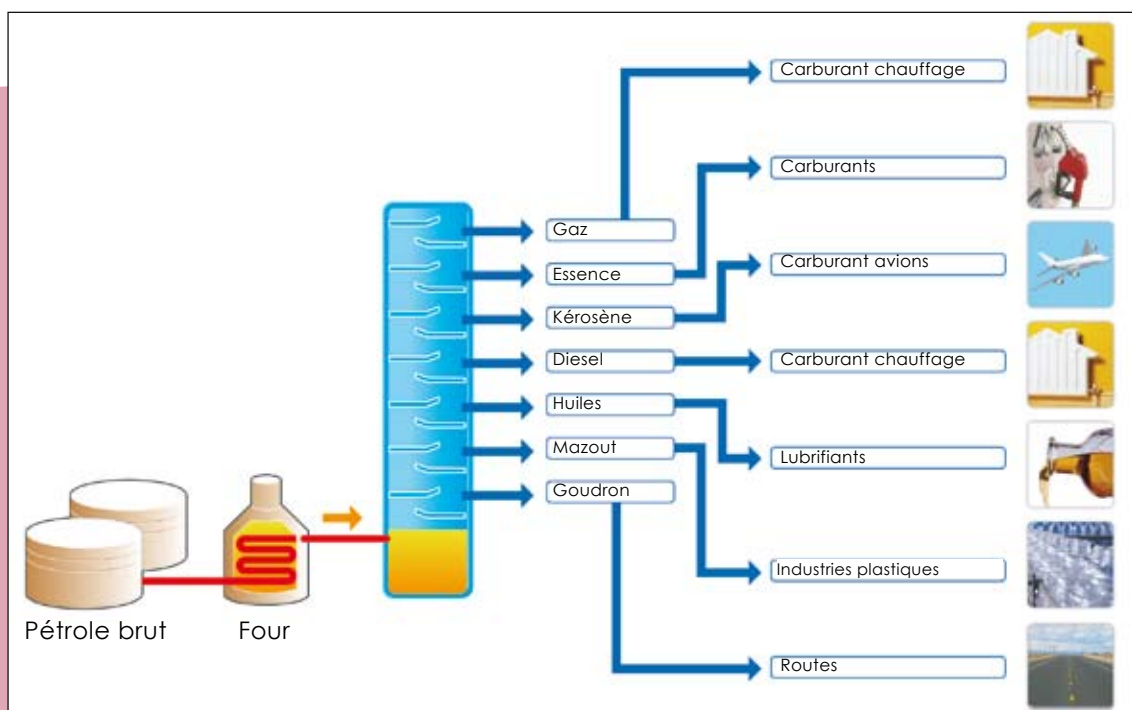 Carburant chauffage
Carburants
Gaz
Essence
Carburant avions
Kérosène
Diesel
Carburant chauffage
Huiles
Mazout
Lubrifiants
Goudron
Industries plastiques
Pétrole brut
Four
Routes